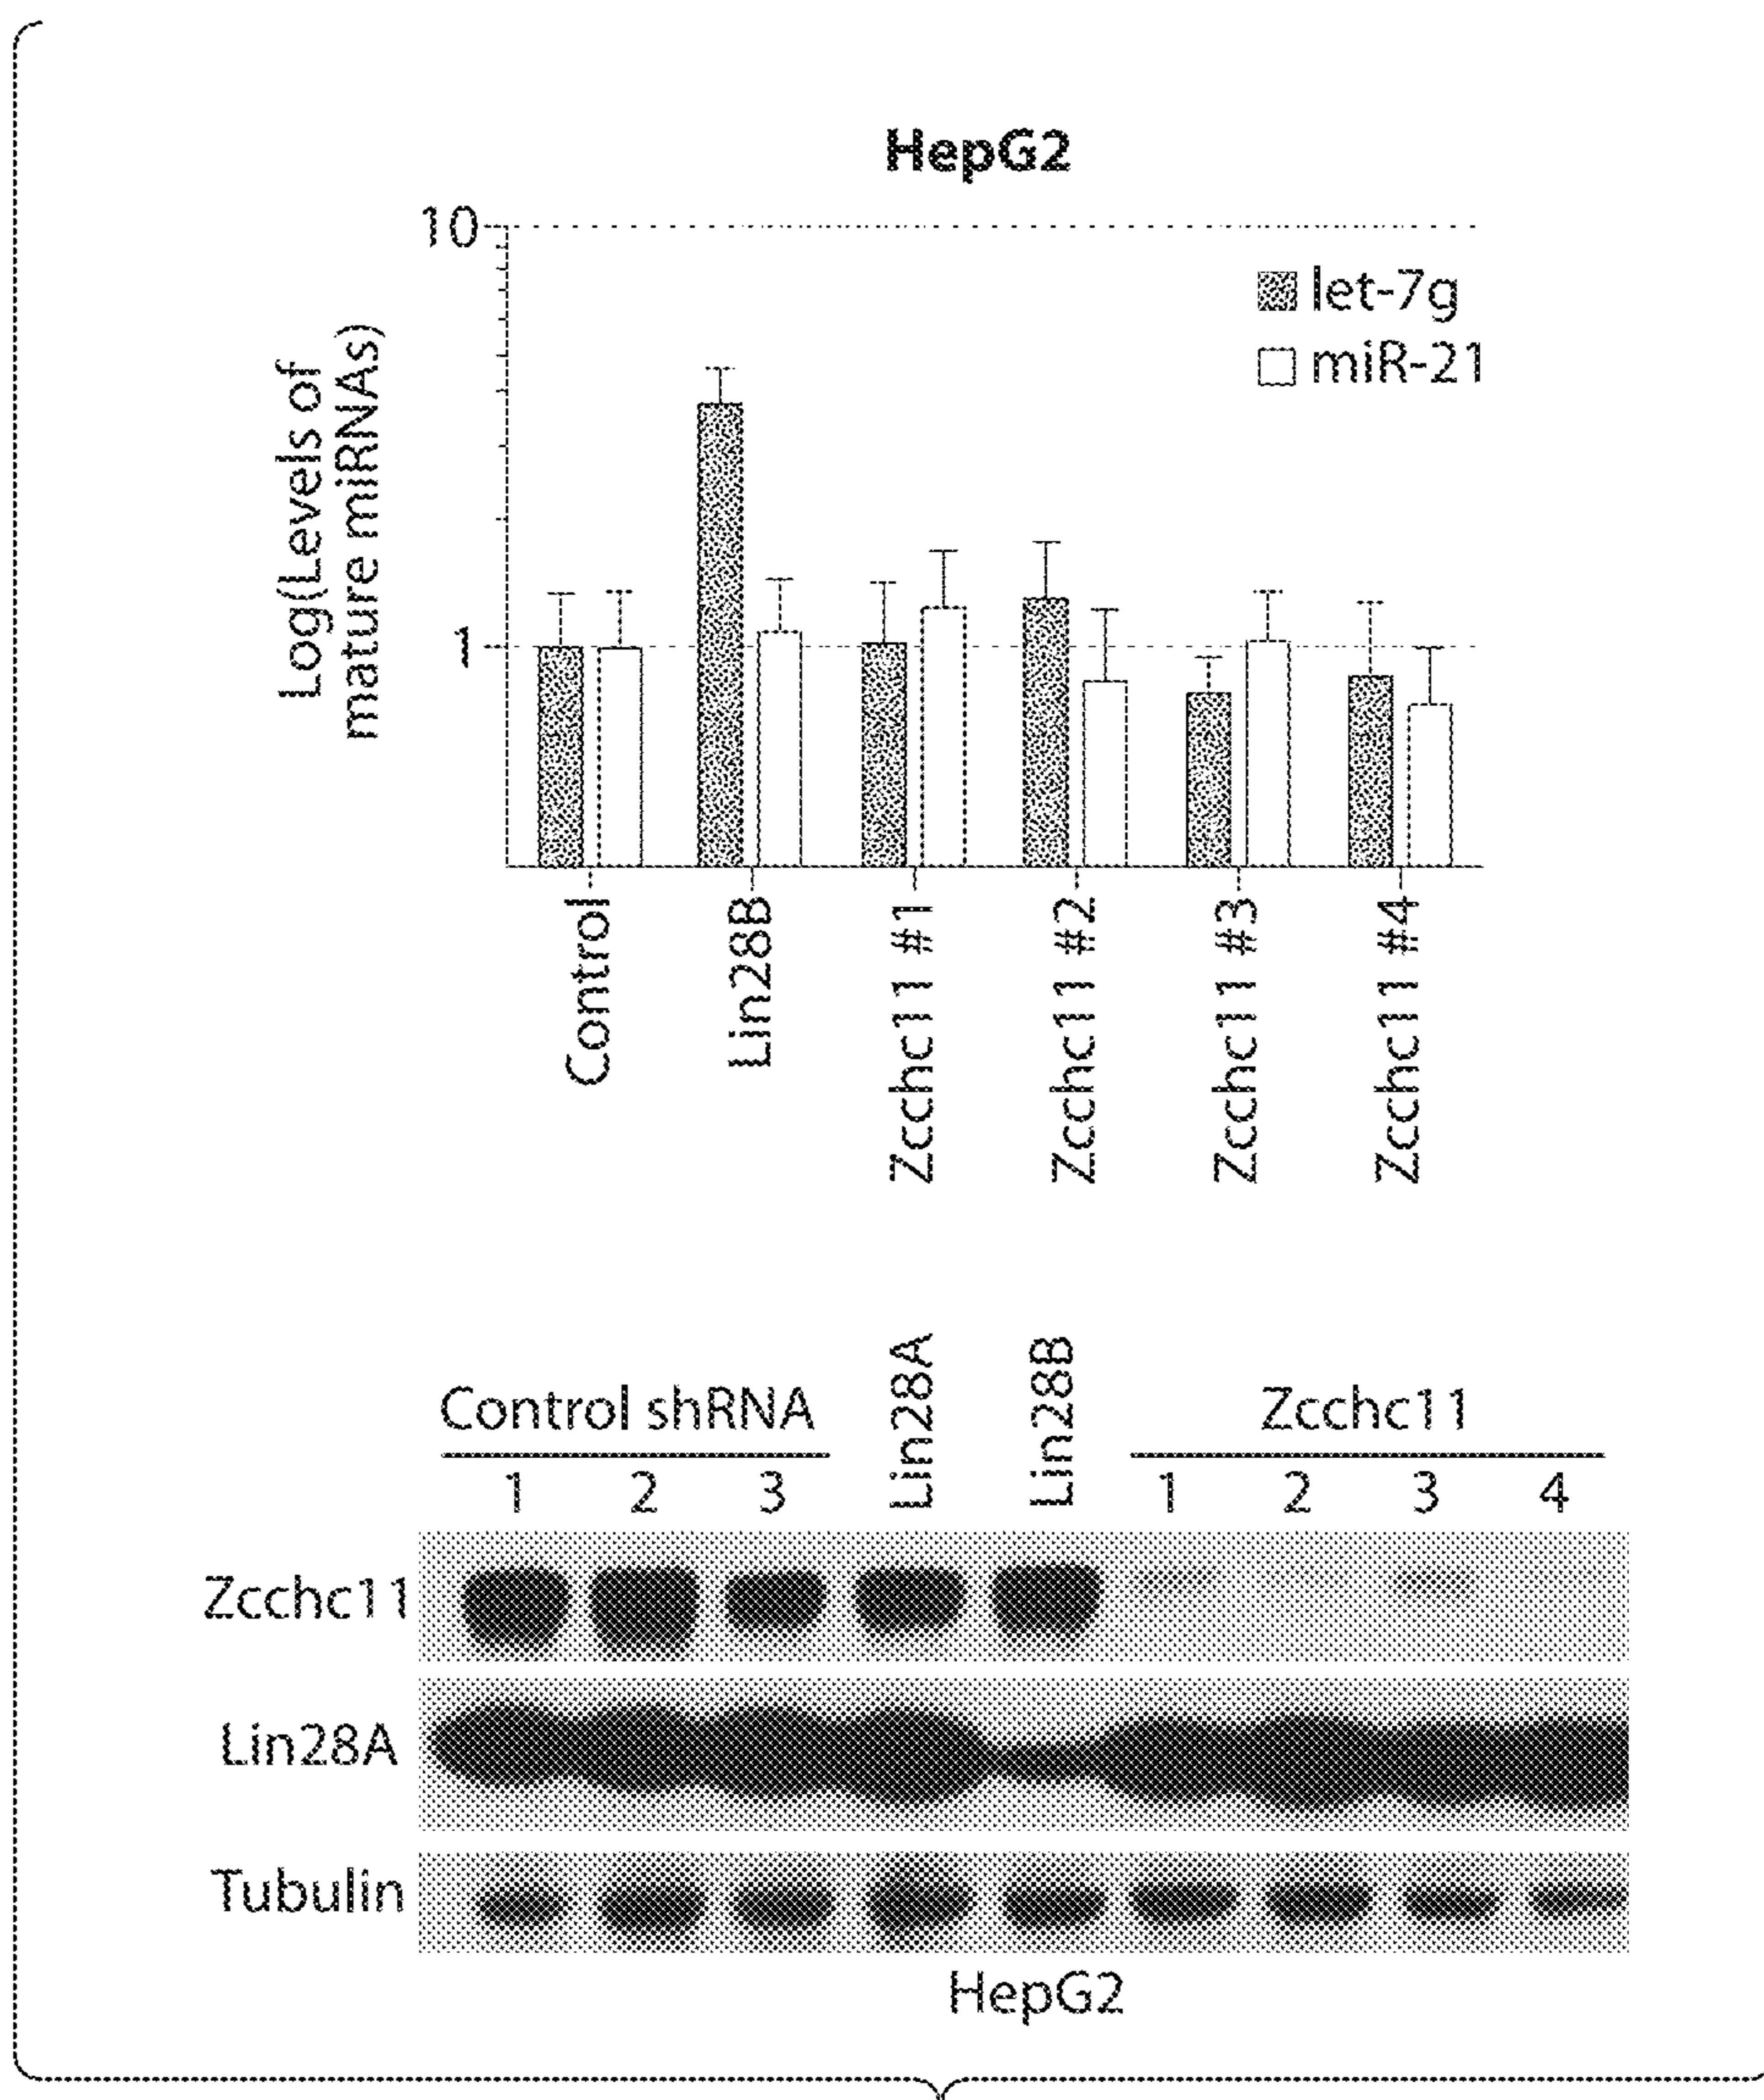 HepG2
10
1
Log(Levels of
mature miRNAs)
let-7g
miR-21
Control
Lin28B
Zcchc11 #1
Zcchc11 #2
Zcchc11 #3
Zcchc11 #4
Control shRNA
Lin28A
Lin28B
Zcchc11
1 2 3 1 2 3 4
Zcchc11
Lin28A
Tubulin
HepG2